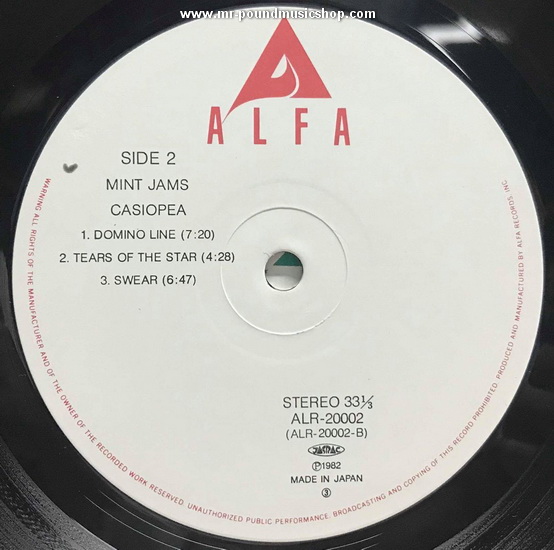 www.mr-poundmusicshop.com
ALFA
SIDE 2
MINT JAMS
CASIOPEA
1. DOMINO LINE (7:20)
2. TEARS OF THE STAR (4:28)
3. SWEAR (6:47)
STEREO 33⅓
ALR-20002
(ALR-20002-B)
JASRAC
Ⓟ1982
MADE IN JAPAN
③
WARNING: ALL RIGHTS OF THE MANUFACTURER AND OF THE OWNER OF THE RECORDED WORK RESERVED. UNAUTHORIZED PUBLIC PERFORMANCE, BROADCASTING AND COPYING OF THIS RECORD PROHIBITED. PRODUCED AND MANUFACTURED BY ALFA RECORDS, INC.